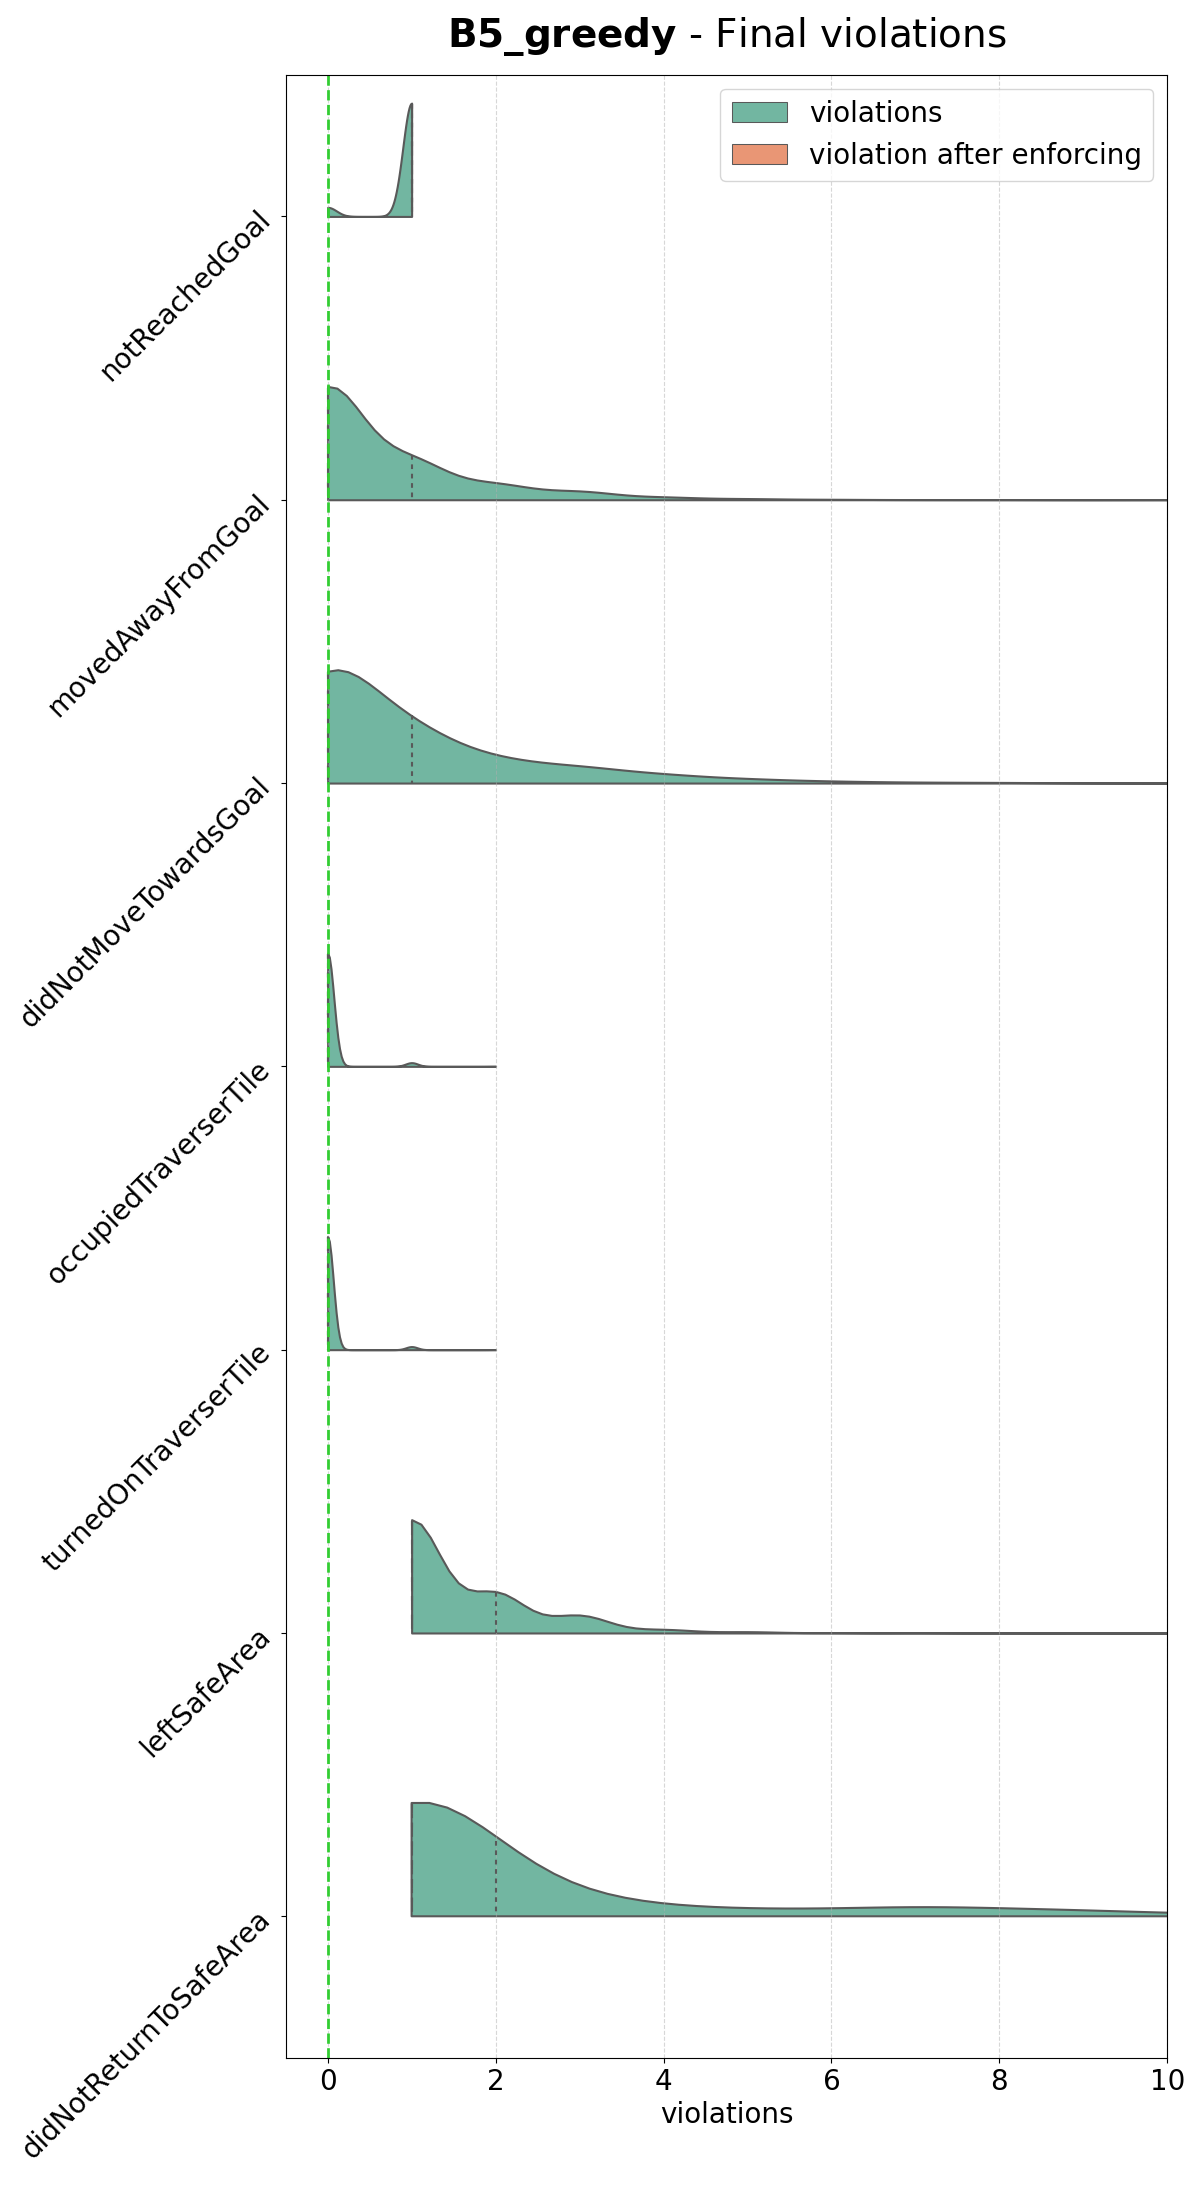 B5_greedy - Final violations
violations
violation after enforcing
notReachedGoal
movedAwayFromGoal
didNotMoveTowardsGoal
occupiedTraverserTile
turnedOnTraverserTile
leftSafeArea
didNotReturnToSafeArea
0 2 4 6 8 10
violations